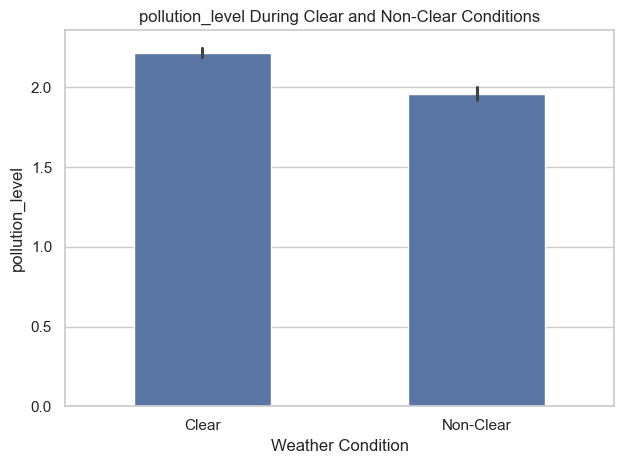 pollution_level During Clear and Non-Clear Conditions
pollution_level
2.0
1.5
1.0
0.5
0.0
Clear
Non-Clear
Weather Condition